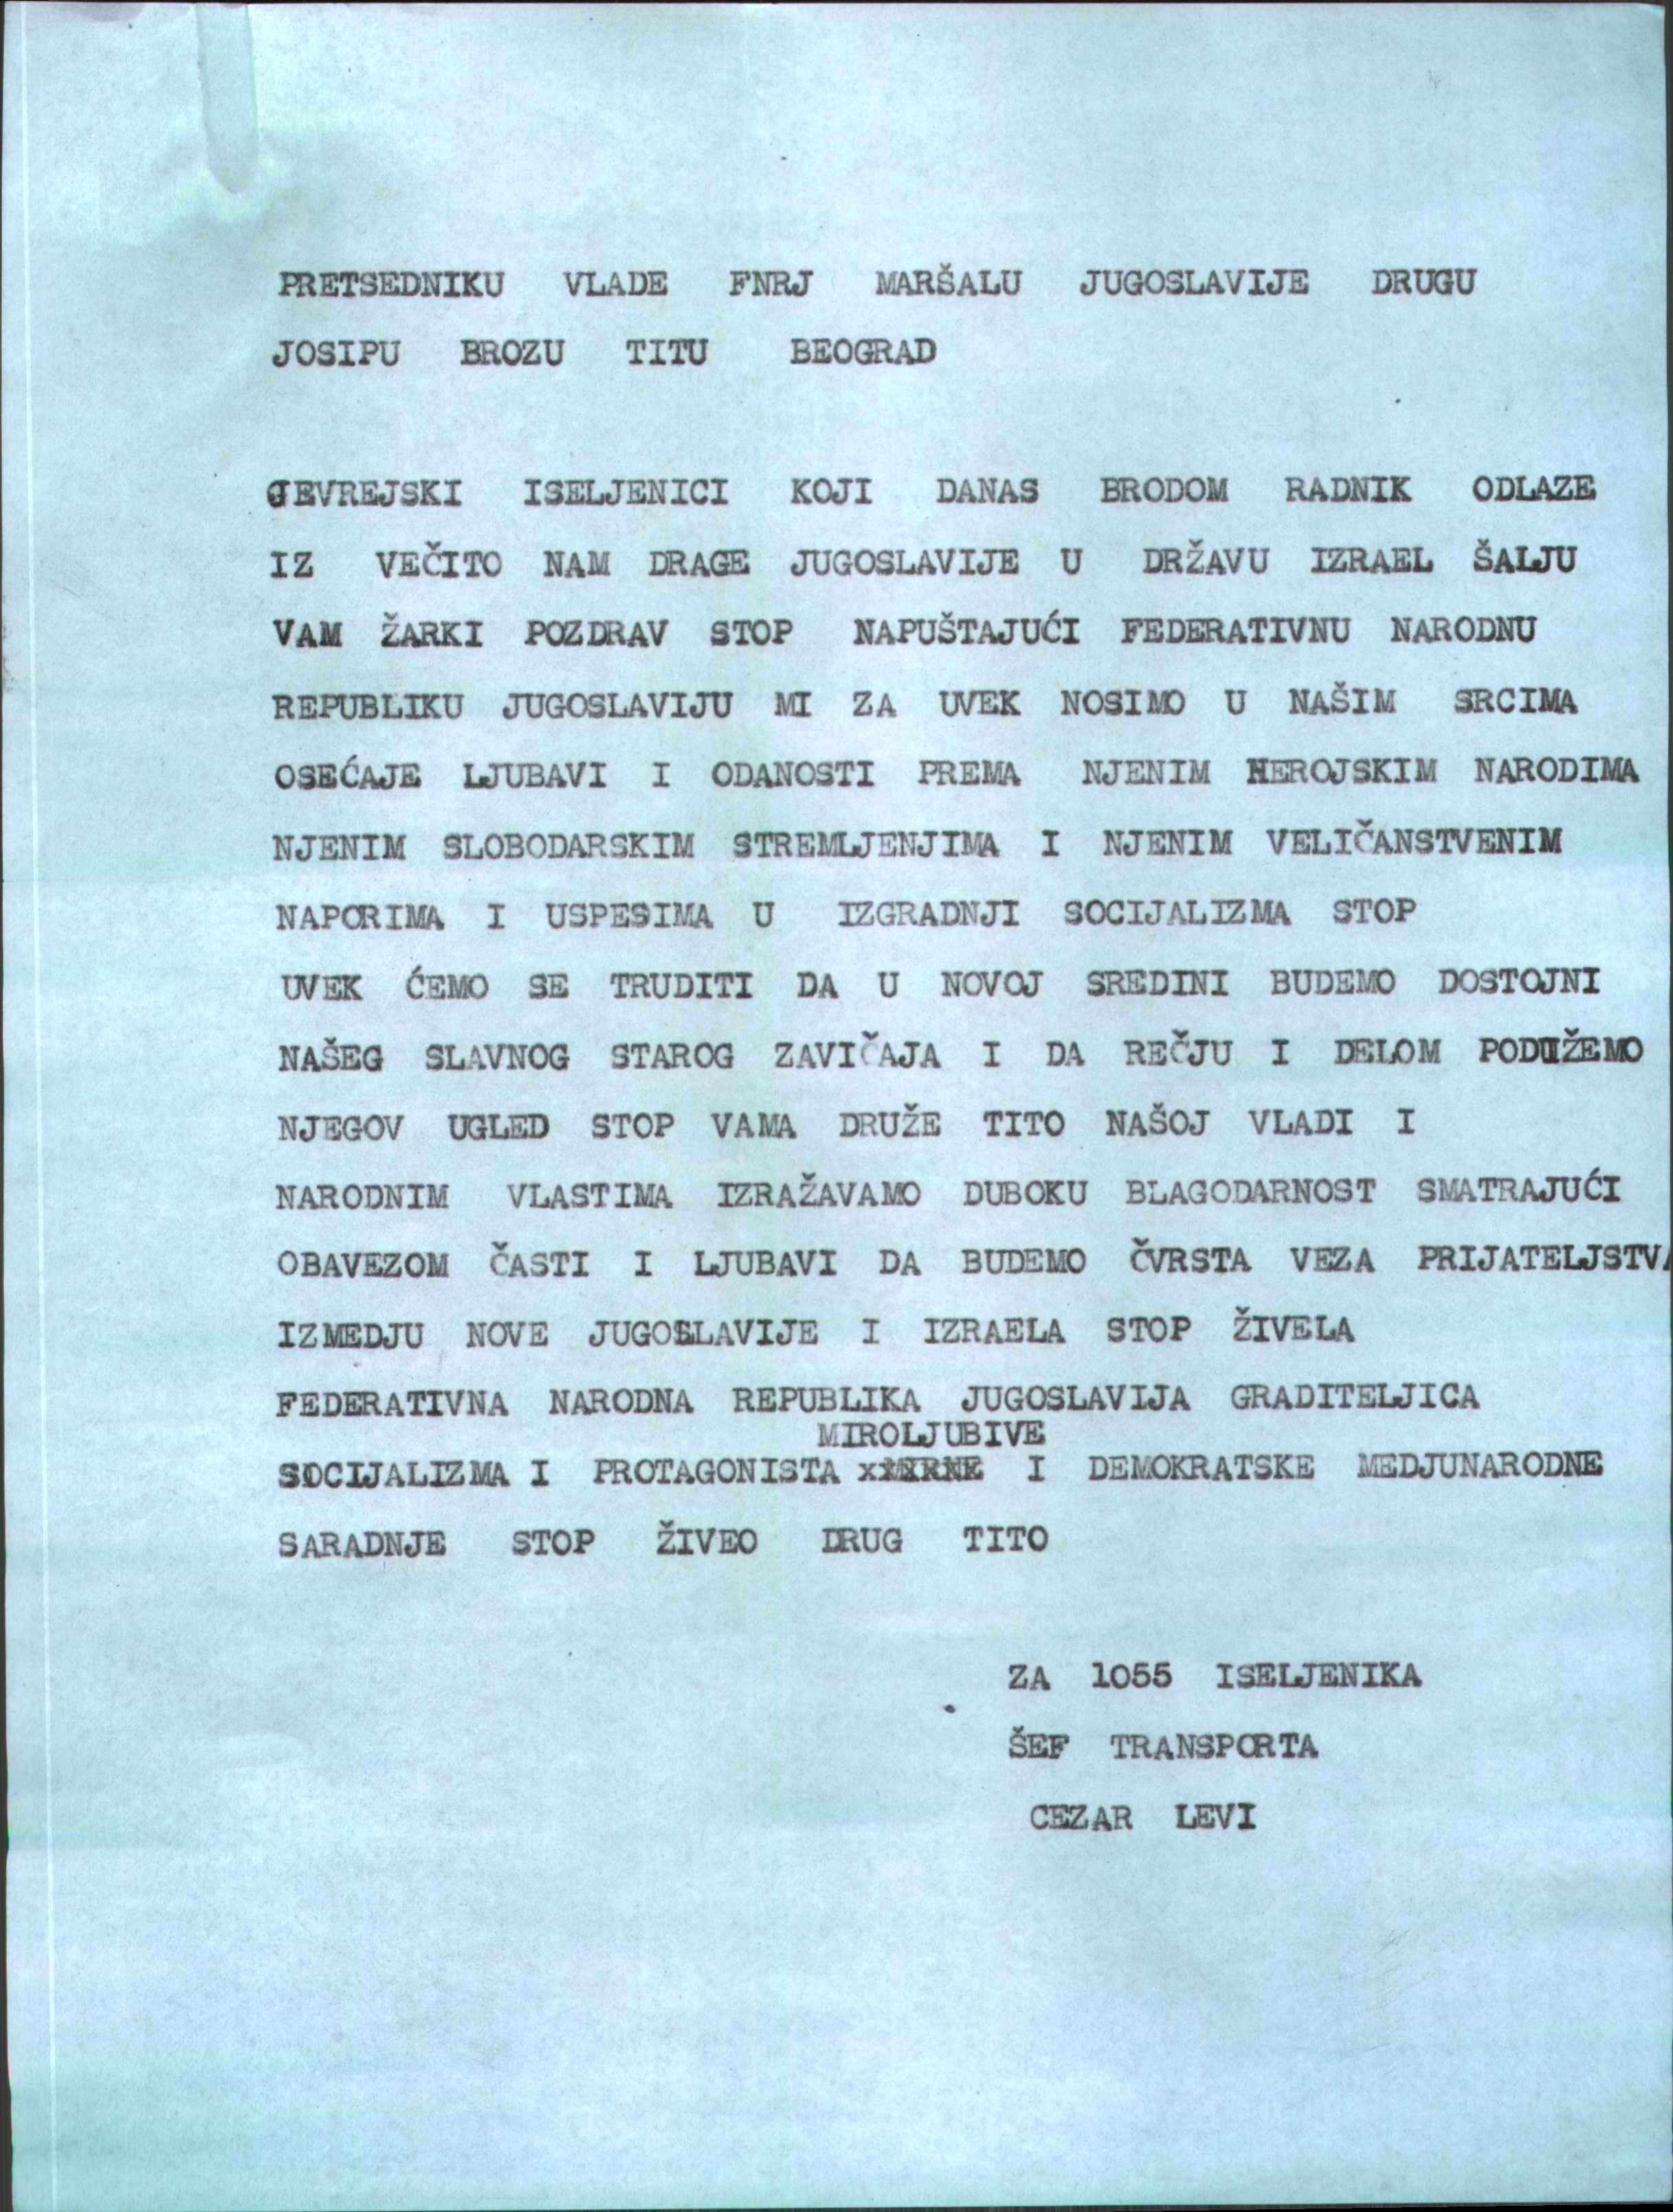 PRETSEDNIKU VLADE FNRJ MARŠALU JUGOSLAVIJE DRUGU
JOSIPU BROZU TITU BEOGRAD
JEVREJSKI ISELJENICI KOJI DANAS BRODOM RADNIK ODLAZE
IZ VEČITO NAM DRAGE JUGOSLAVIJE U DRŽAVU IZRAEL ŠALJU
VAM ŽARKI POZDRAV STOP NAPUŠTAJUĆI FEDERATIVNU NARODNU
REPUBLIKU JUGOSLAVIJU MI ZA UVEK NOSIMO U NAŠIM SRCIMA
OSEĆAJE LJUBAVI I ODANOSTI PREMA NJENIM HEROJSKIM NARODIMA
NJENIM SLOBODARSKIM STREMLJENJIMA I NJENIM VELIČANSTVENIM
NAPORIMA I USPESIMA U IZGRADNJI SOCIJALIZMA STOP
UVEK ĆEMO SE TRUDITI DA U NOVOJ SREDINI BUDEMO DOSTOJNI
NAŠEG SLAVNOG STAROG ZAVIČAJA I DA REČJU I DELOM
NJEGOV UGLED STOP VAMA DRUŽE TITO NAŠOJ VLADI I
NARODNIM VLASTIMA IZRAŽAVAMO DUBOKU BLAGODARNOST SMATRAJUĆI
OBAVEZOM ČASTI I LJUBAVI DA BUDEMO ČVRSTA VEZA PRIJATELJSTVA
IZMEDJU NOVE JUGOSLAVIJE I IZRAELA STOP ŽIVELA
FEDERATIVNA NARODNA REPUBLIKA JUGOSLAVIJA GRADITELJICA
MIROLJUBIVE
SOCIJALIZMA I PROTAGONISTA I DEMOKRATSKE MEDJUNARODNE
SARADNJE STOP ŽIVEO DRUG TITO
ZA 1055 ISELJENIKA
ŠEF TRANSPORTA
CEZAR LEVI